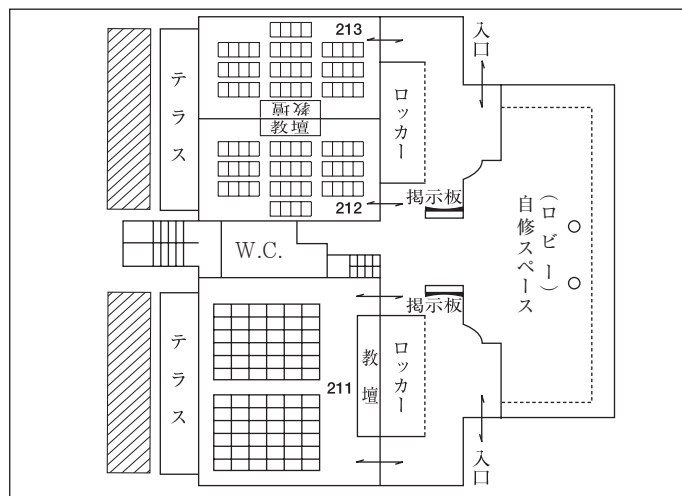 213
入口
テラス
ロッカー
教壇
教壇
212
掲示板
W.C.
(ロビー)
自修スペース
掲示板
テラス
211
教壇
ロッカー
入口